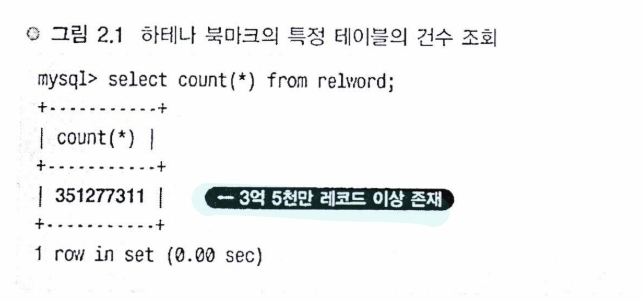 그림 2.1 하테나 북마크의 특정 테이블의 건수 조회
mysql> select count(*) from relword;
+-----------+
| count(*) |
+-----------+
| 351277311 | ← 3억 5천만 레코드 이상 존재
+-----------+
1 row in set (0.00 sec)